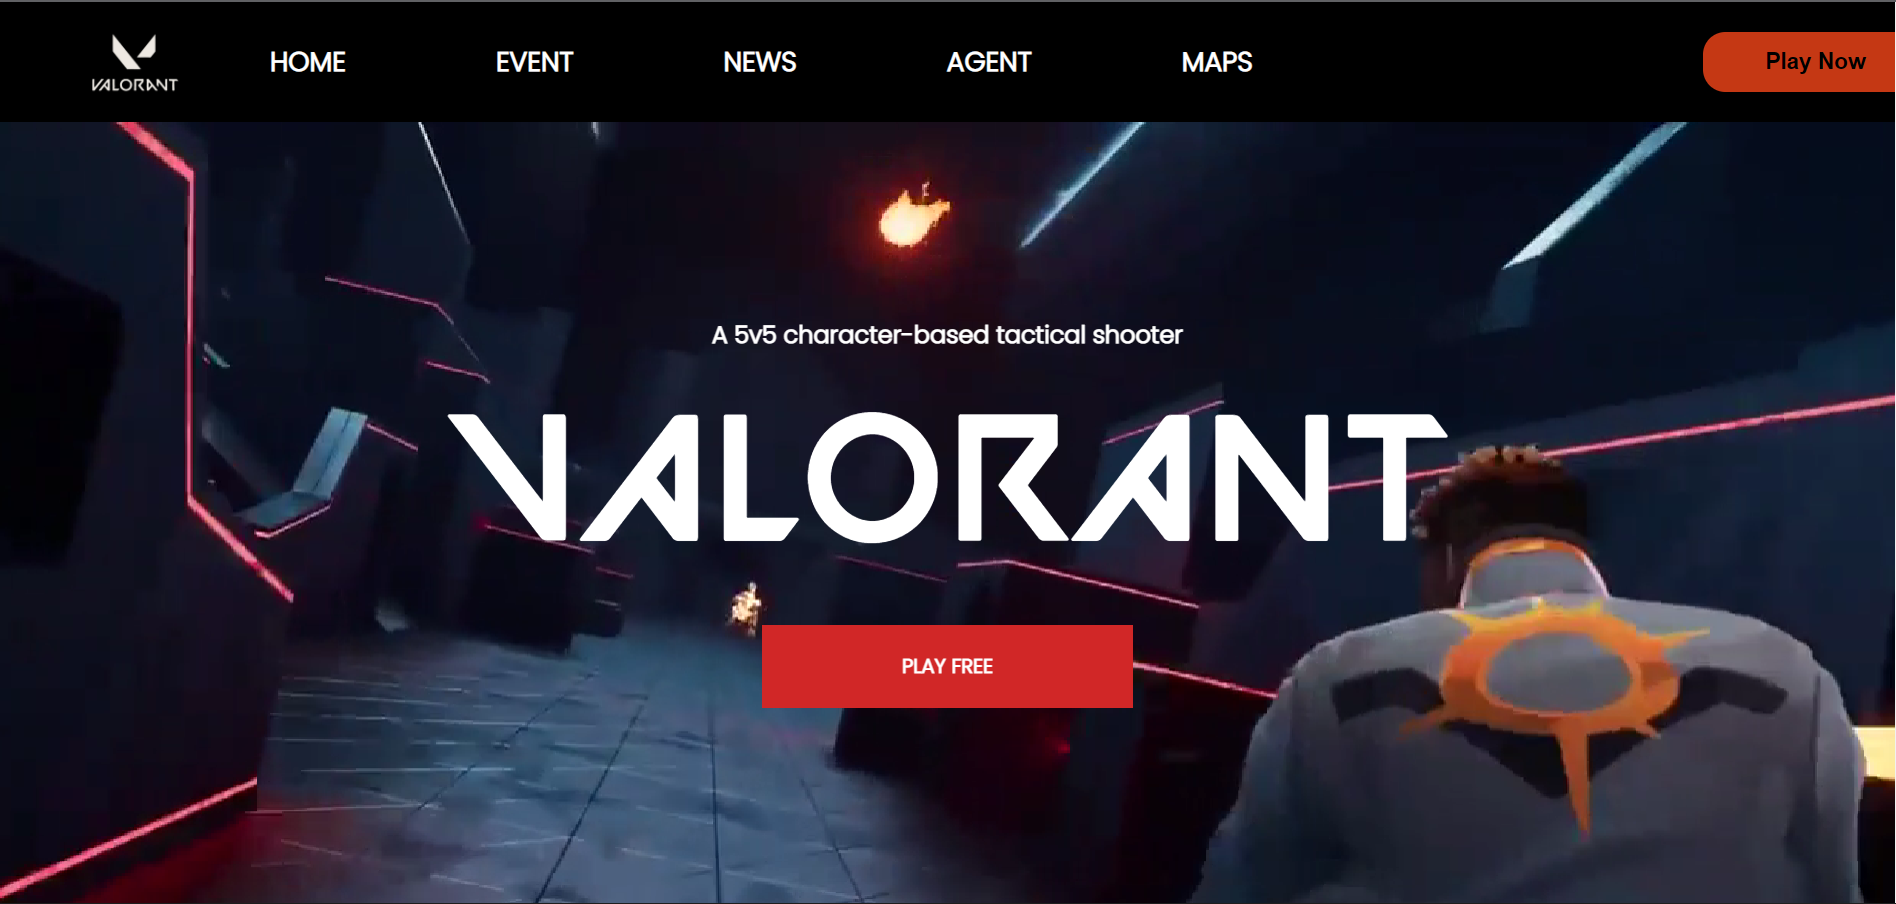 VALORANT
HOME
EVENT
NEWS
AGENT
MAPS
Play Now
A 5v5 character-based tactical shooter
VALORANT
PLAY FREE